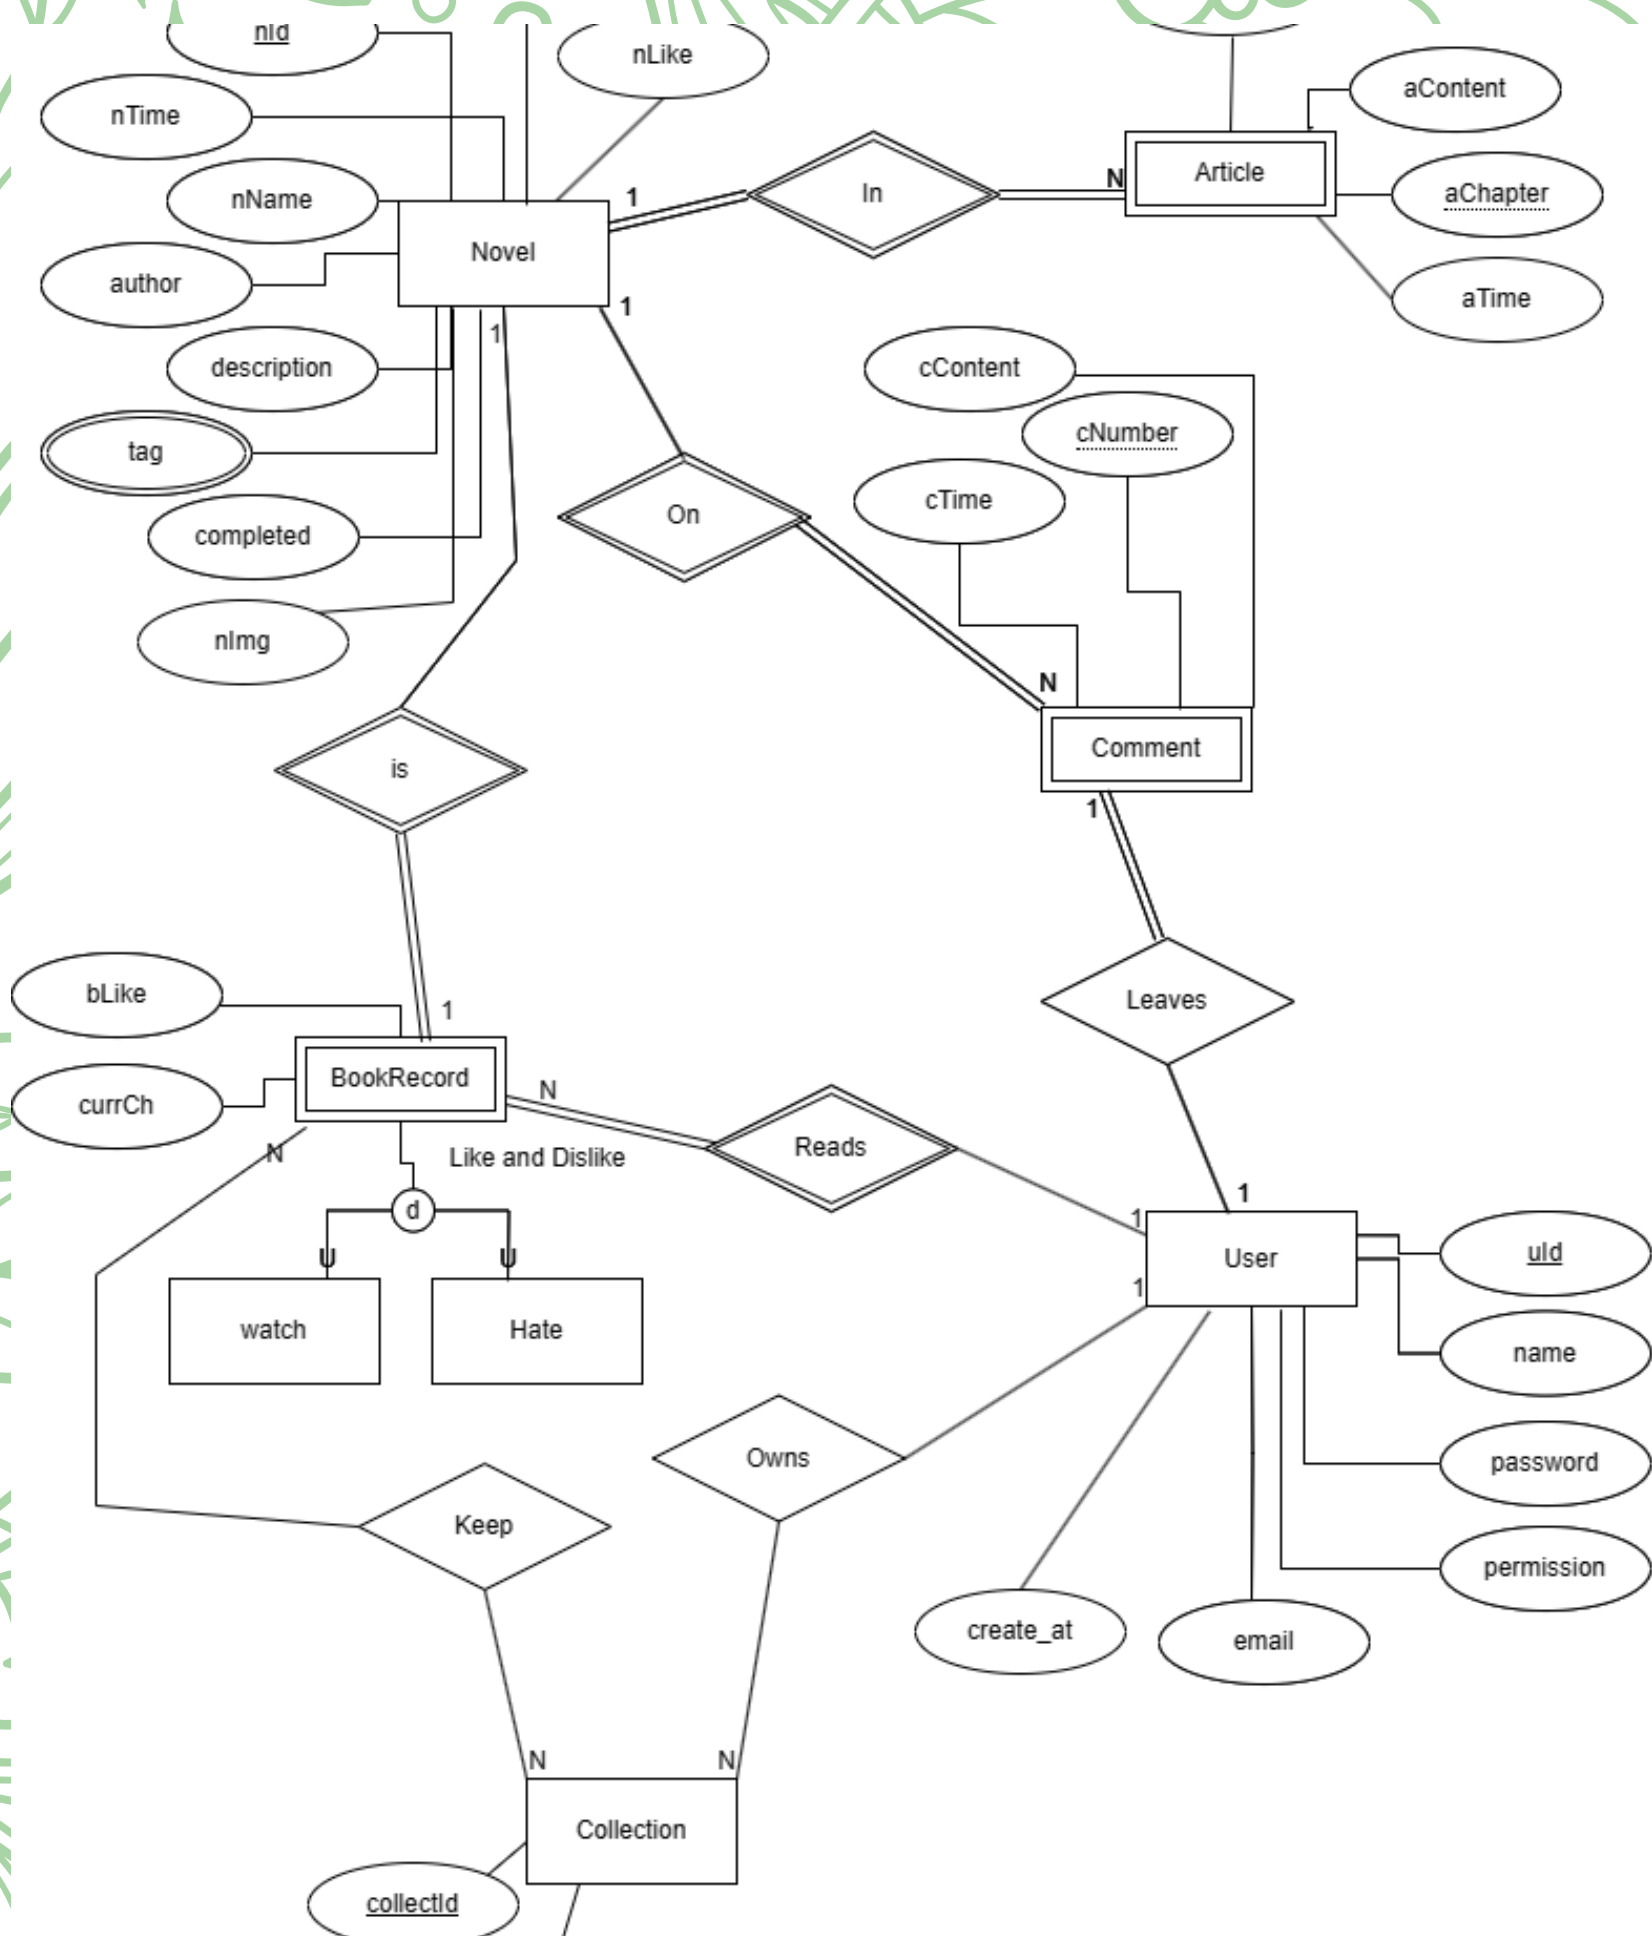 nId
nLike
aContent
nTime
Article
1
In
N
nName
aChapter
Novel
author
aTime
1
1
description
cContent
cNumber
tag
cTime
On
completed
nImg
N
Comment
is
1
bLike
Leaves
1
BookRecord
currCh
N
Reads
N
Like and Dislike
1
1
d
User
uId
U
U
1
watch
Hate
name
Owns
password
Keep
permission
create_at
email
N
N
Collection
collectId